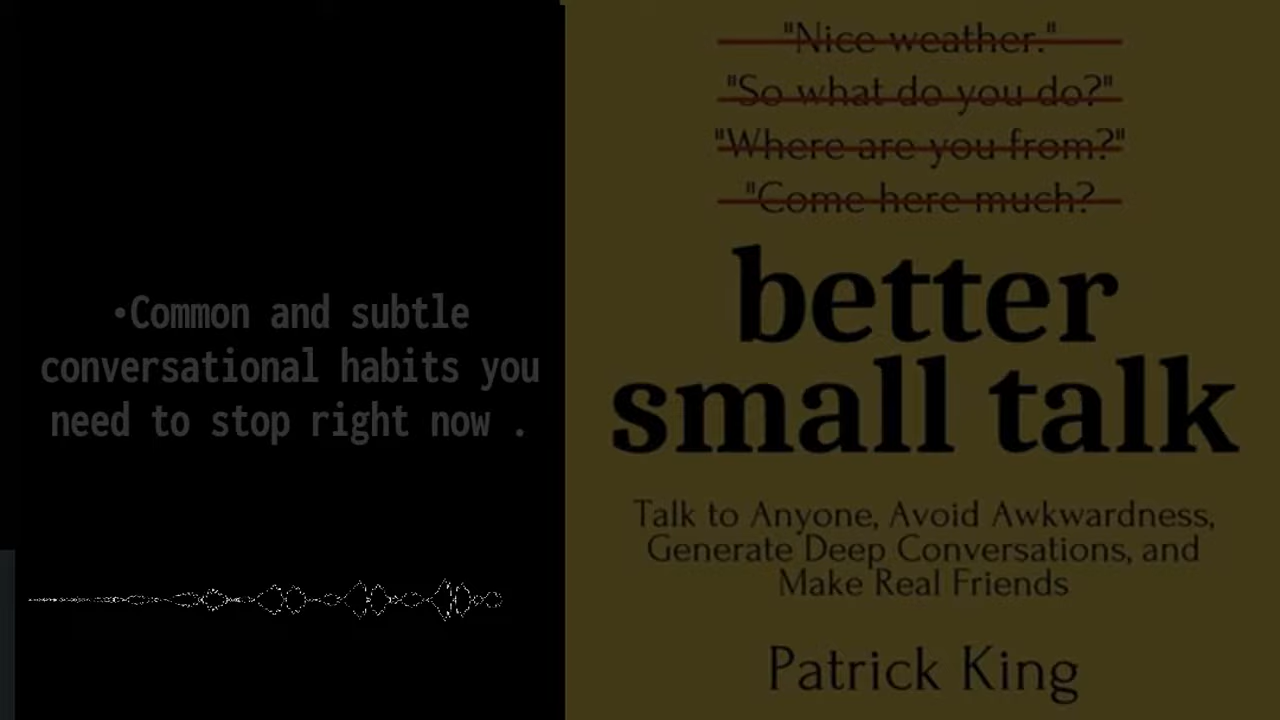 •Common and subtle
conversational habits you
need to stop right now .
"Nice weather."
"So what do you do?"
"Where are you from?"
"Come here much?
better
small talk
Talk to Anyone, Avoid Awkwardness,
Generate Deep Conversations, and
Make Real Friends
Patrick King